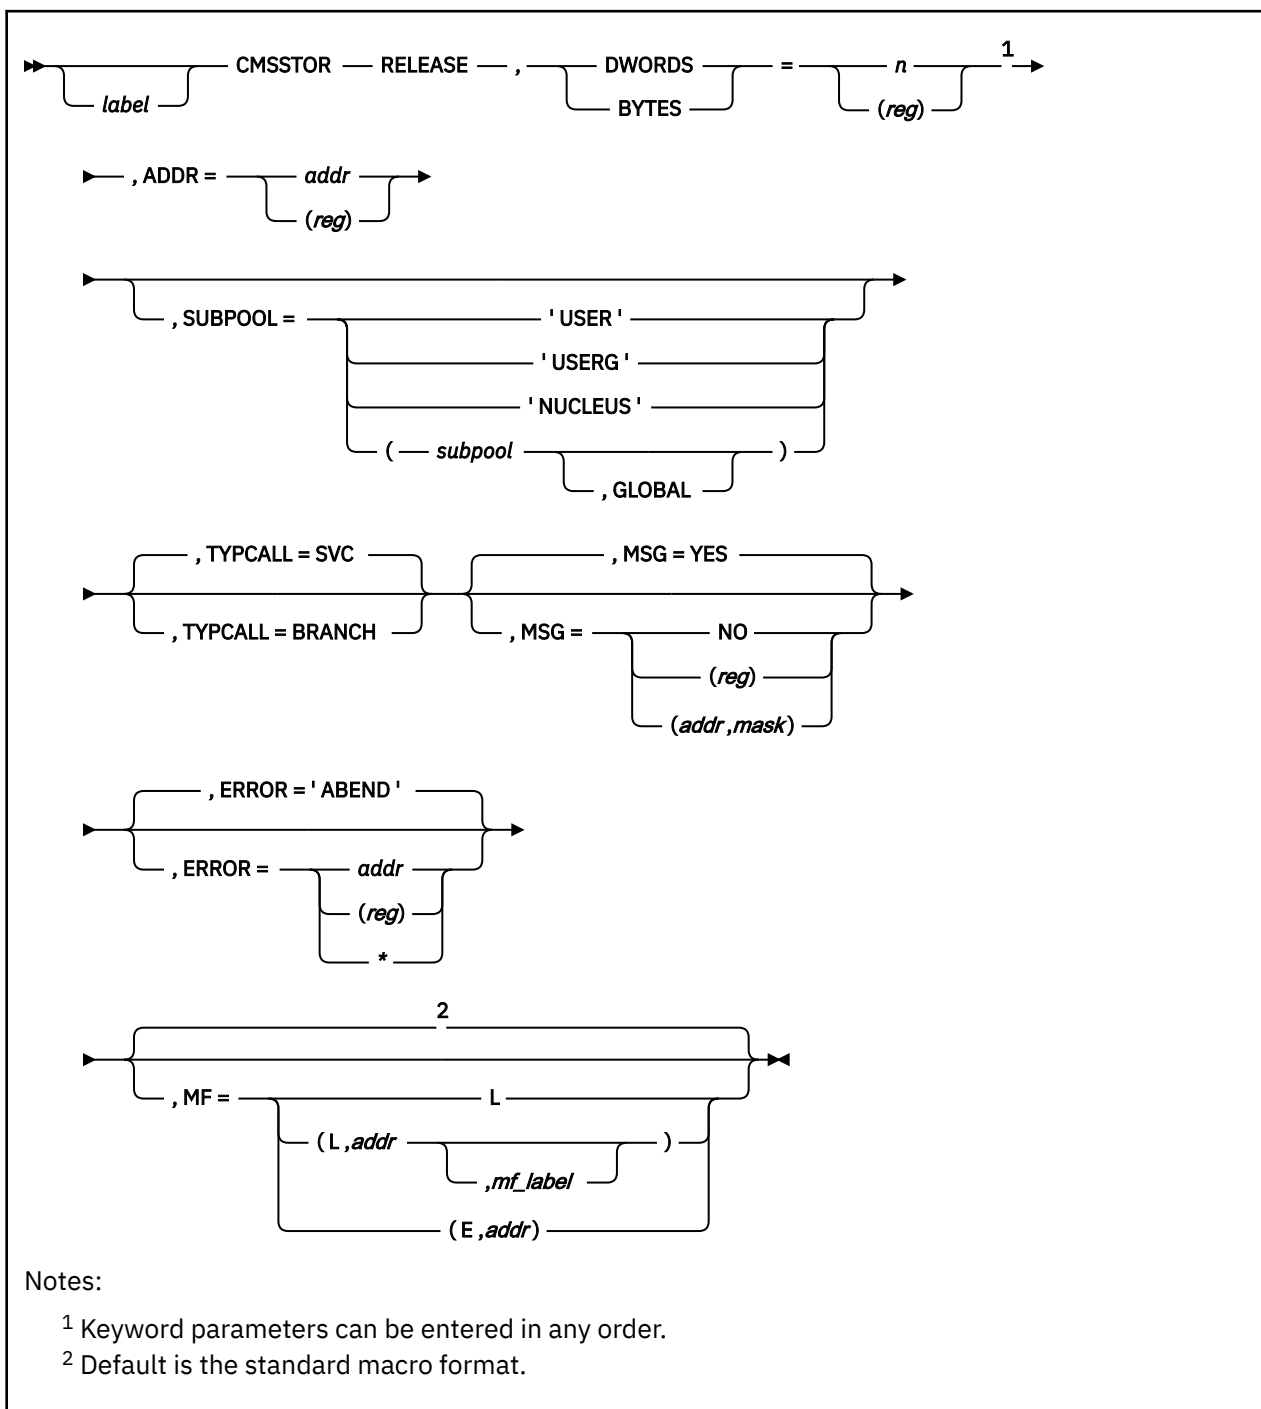 1
CMSSTOR RELEASE , DWORDS = n
label BYTES (reg)
, ADDR = addr
(reg)
, SUBPOOL = ' USER '
' USERG '
' NUCLEUS '
( subpool )
, GLOBAL
, TYPCALL = SVC , MSG = YES
, TYPCALL = BRANCH , MSG = NO
(reg)
(addr ,mask)
, ERROR = ' ABEND '
, ERROR = addr
(reg)
*
2
, MF = L
( L ,addr )
,mf_label
( E ,addr )
Notes:
1 Keyword parameters can be entered in any order.
2 Default is the standard macro format.